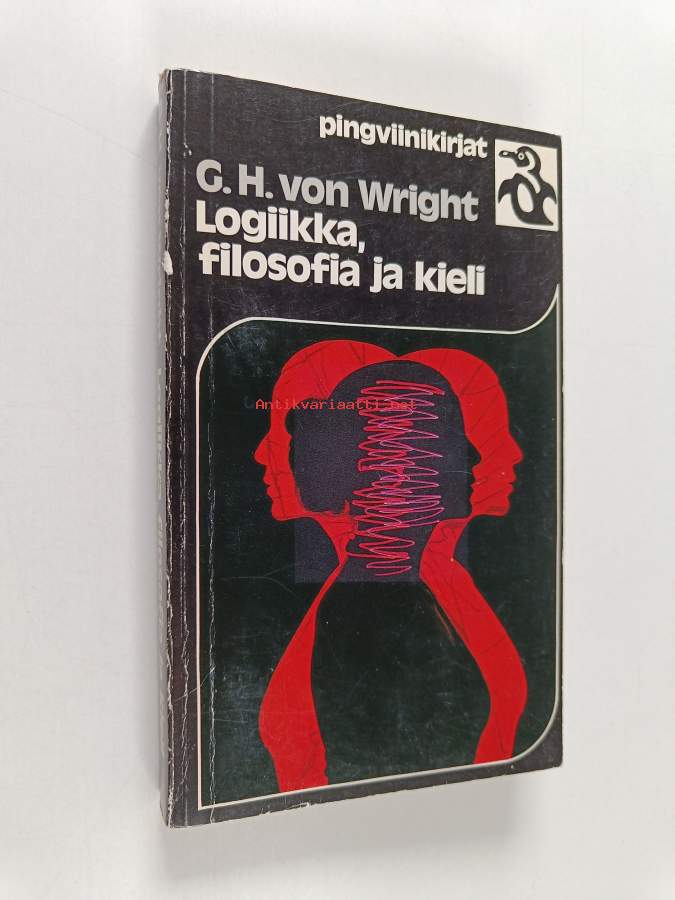 pingviinikirjat
G. H. von Wright
Logiikka,
filosofia ja kieli
Antikvariaatti.net